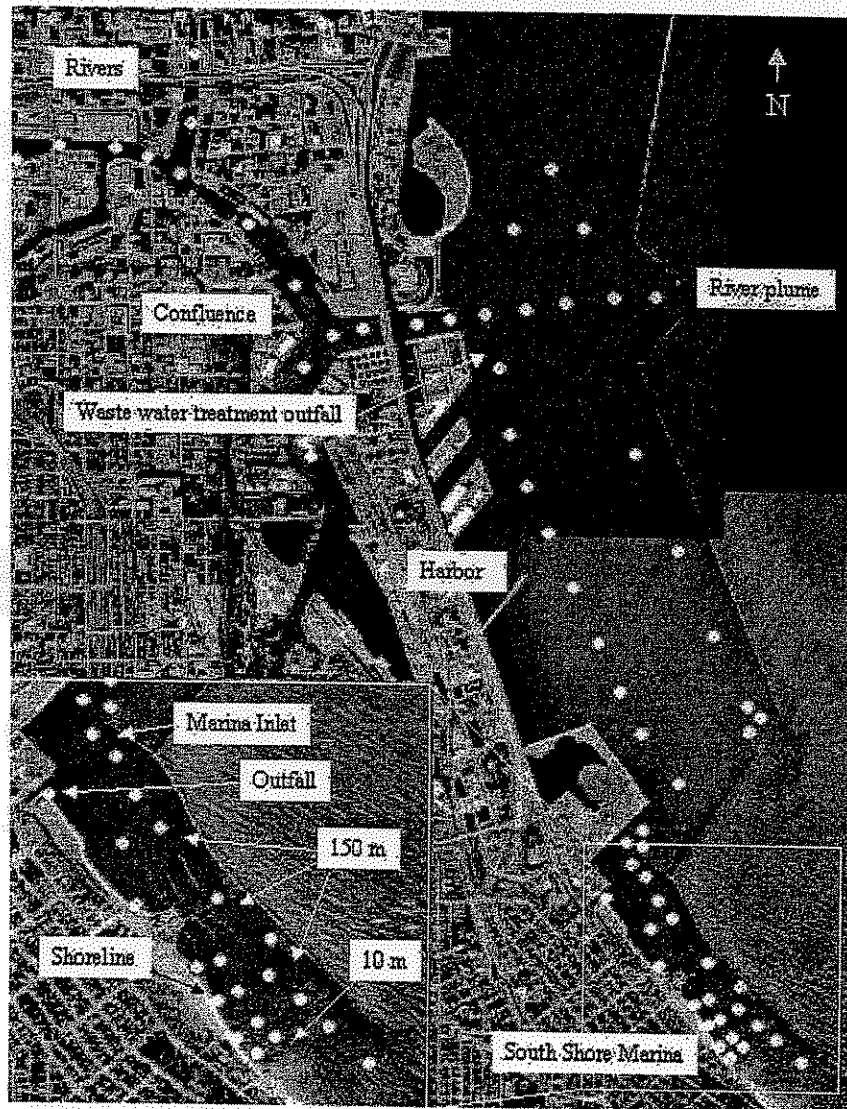 Rivers
N
River plume
Confluence
Waste water treatment outfall
Harbor
Marina Inlet
Outfall
150 m
Shoreline
10 m
South Shore Marina